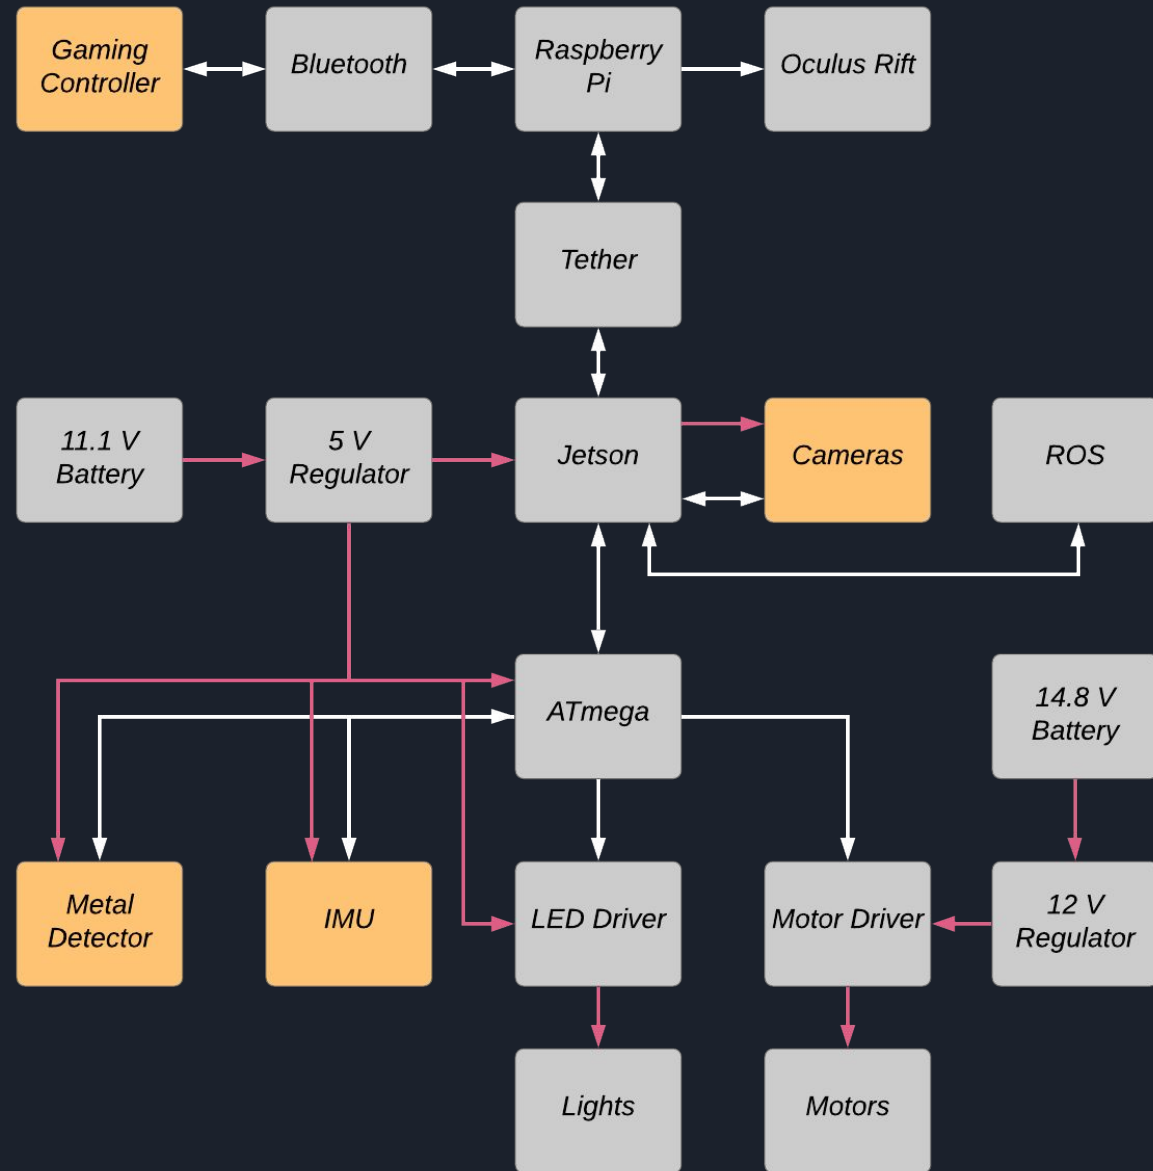 Gaming
Controller
Bluetooth
Raspberry
Pi
Oculus Rift
Tether
11.1 V
Battery
5 V
Regulator
Jetson
Cameras
ROS
ATmega
14.8 V
Battery
Metal
Detector
IMU
LED Driver
Motor Driver
12 V
Regulator
Lights
Motors